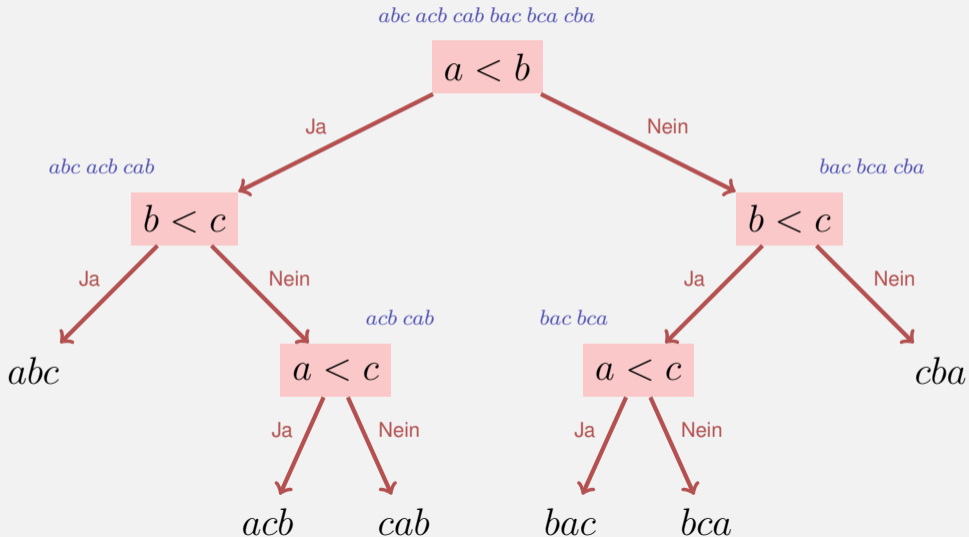 abc acb cab bac bca cba
a < b
Ja
Nein
abc acb cab
bac bca cba
b < c
b < c
Ja
Nein
Ja
Nein
acb cab
bac bca
abc
a < c
a < c
cba
Ja
Nein
Ja
Nein
acb
cab
bac
bca